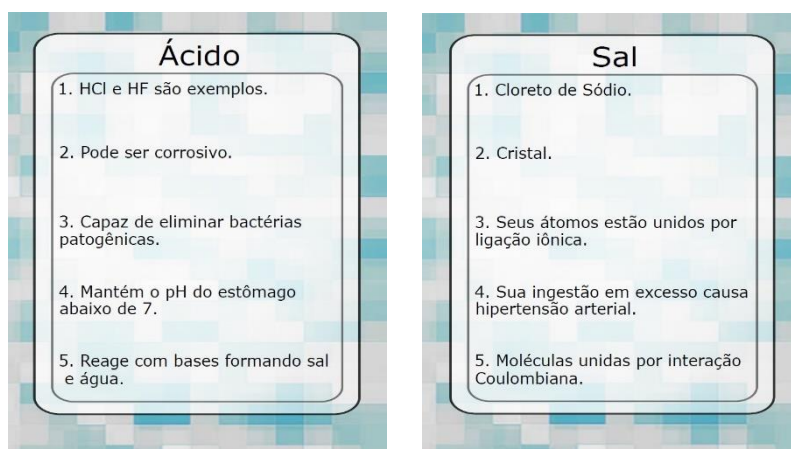 Ácido
1. HCl e HF são exemplos.
2. Pode ser corrosivo.
3. Capaz de eliminar bactérias
patogênicas.
4. Mantém o pH do estômago
abaixo de 7.
5. Reage com bases formando sal
e água.
Sal
1. Cloreto de Sódio.
2. Cristal.
3. Seus átomos estão unidos por
ligação iônica.
4. Sua ingestão em excesso causa
hipertensão arterial.
5. Moléculas unidas por interação
Coulombiana.